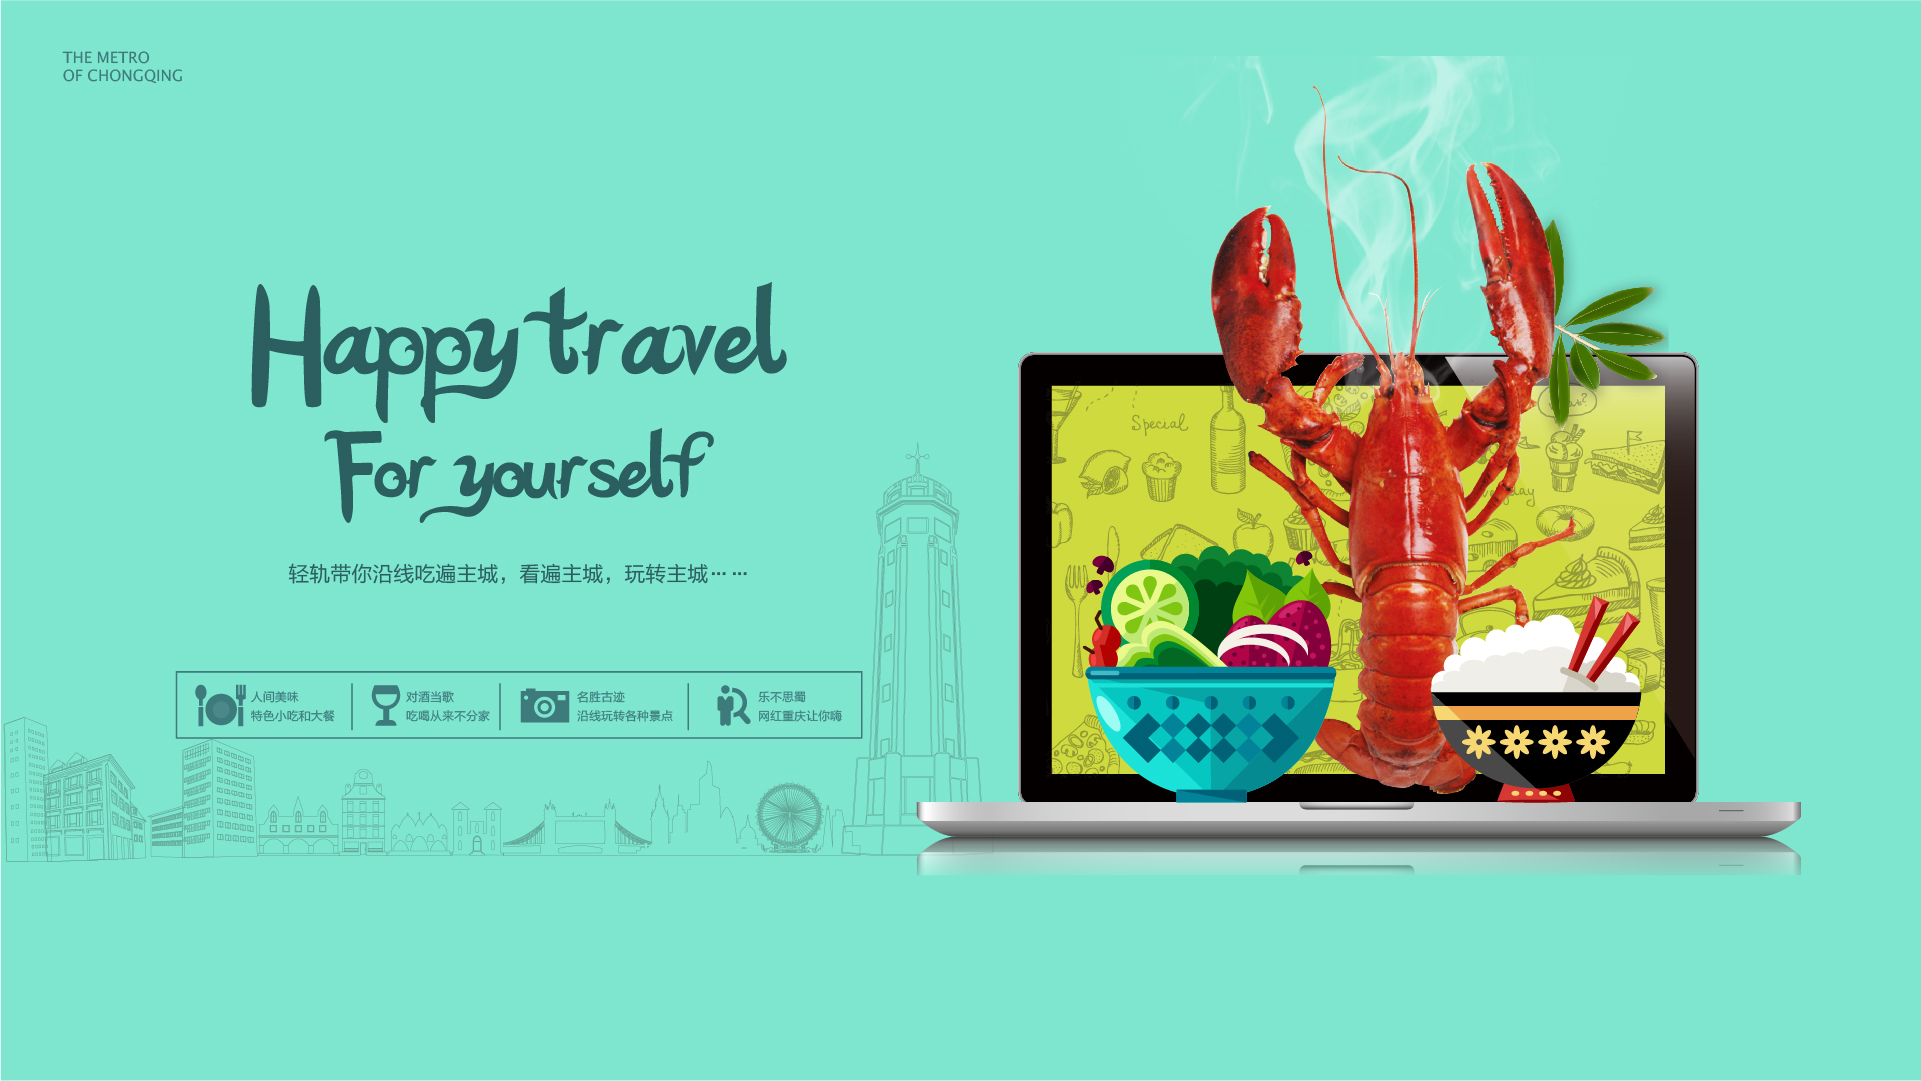 THE METRO
OF CHONGQING
Happy travel
For yourself
轻轨带你沿线吃遍主城，看遍主城，玩转主城……
人间美味
特色小吃和大餐
对酒当歌
吃喝从来不分家
名胜古迹
沿线玩转各种景点
乐不思蜀
网红重庆让你嗨
Special